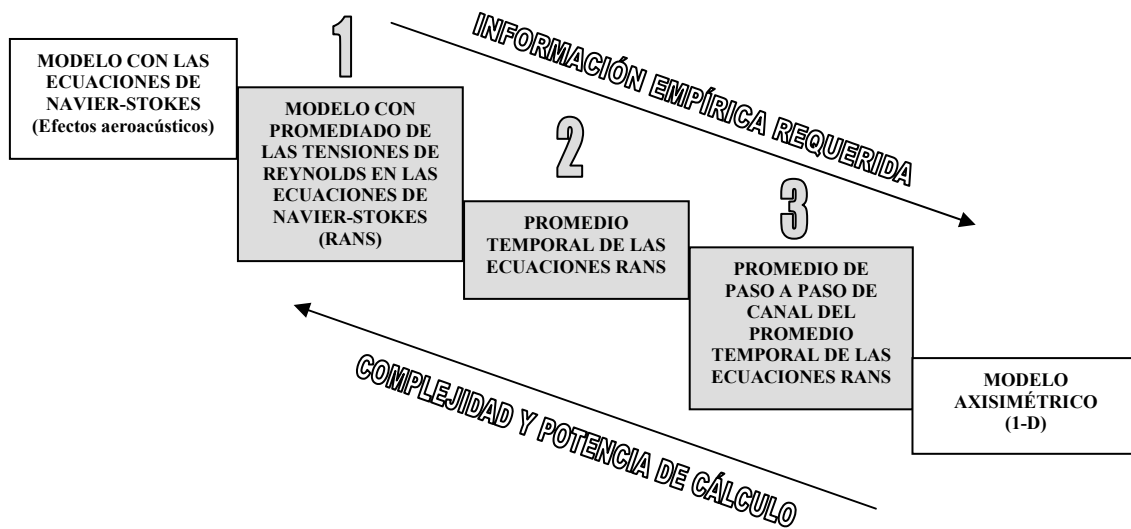 MODELO CON LAS
ECUACIONES DE
NAVIER-STOKES
(Efectos aeroacústicos)
1
MODELO CON
PROMEDIADO DE
LAS TENSIONES DE
REYNOLDS EN LAS
ECUACIONES DE
NAVIER-STOKES
(RANS)
INFORMACIÓN EMPÍRICA REQUERIDA
2
PROMEDIO
TEMPORAL DE LAS
ECUACIONES RANS
3
PROMEDIO DE
PASO A PASO DE
CANAL DEL
PROMEDIO
TEMPORAL DE LAS
ECUACIONES RANS
COMPLEJIDAD Y POTENCIA DE CÁLCULO
MODELO
AXISIMÉTRICO
(1-D)